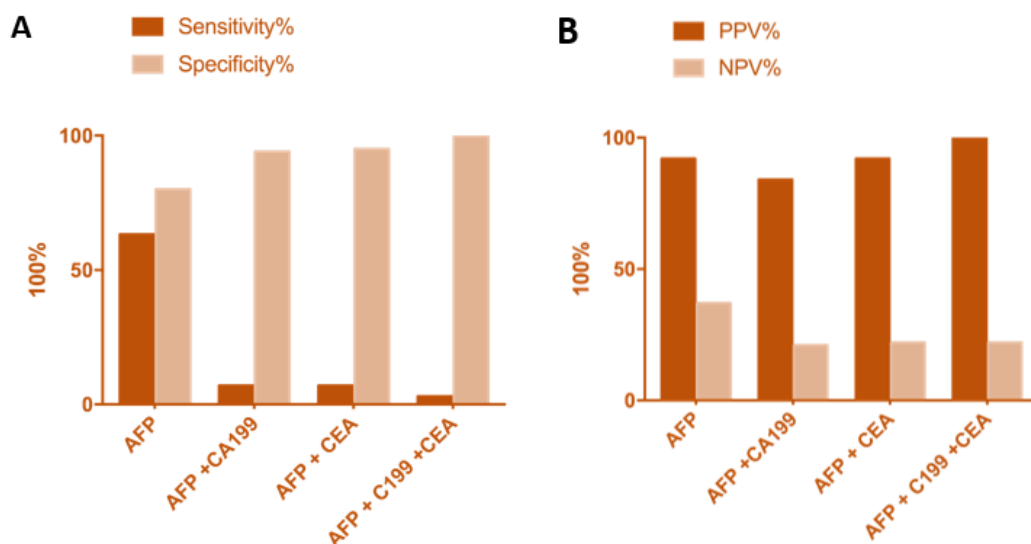 A
Sensitivity%
Specificity%
100%
100
50
0
AFP
AFP +CA199
AFP + CEA
AFP + C199 +CEA
B
PPV%
NPV%
100%
100
50
0
AFP
AFP +CA199
AFP + CEA
AFP + C199 +CEA